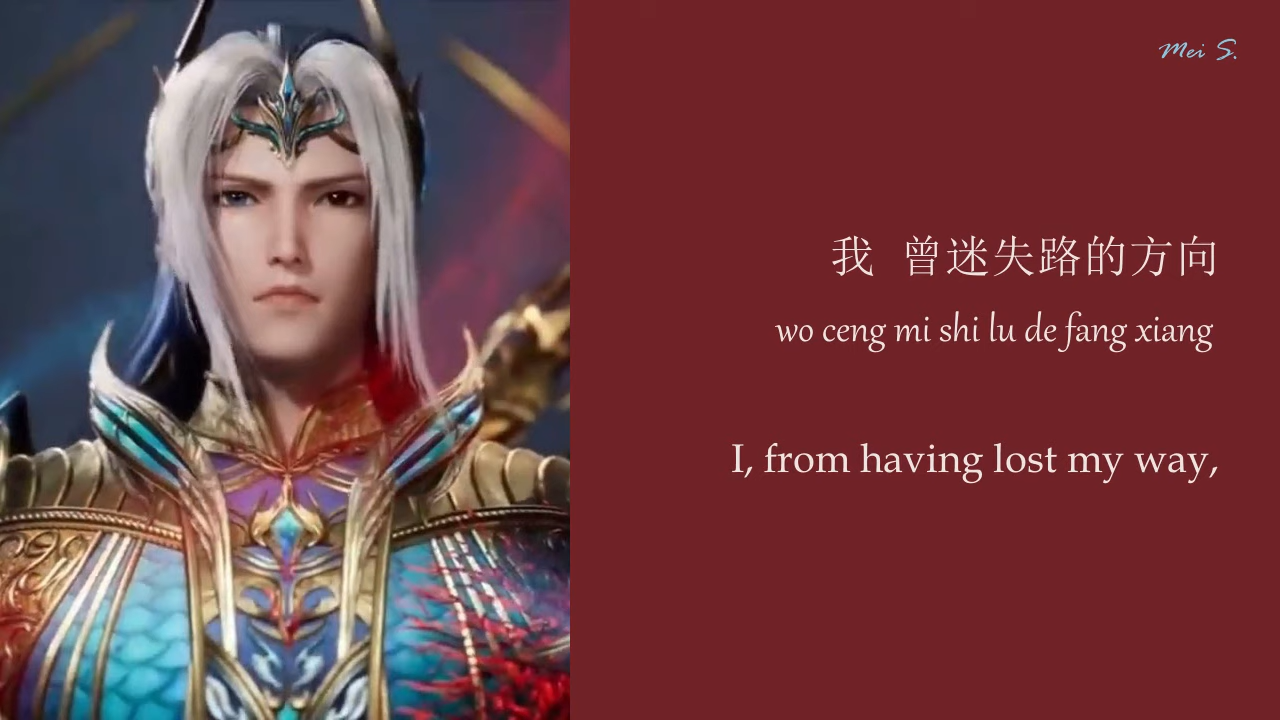 Mei S.
我 曾迷失路的方向
wo ceng mi shi lu de fang xiang
I, from having lost my way,